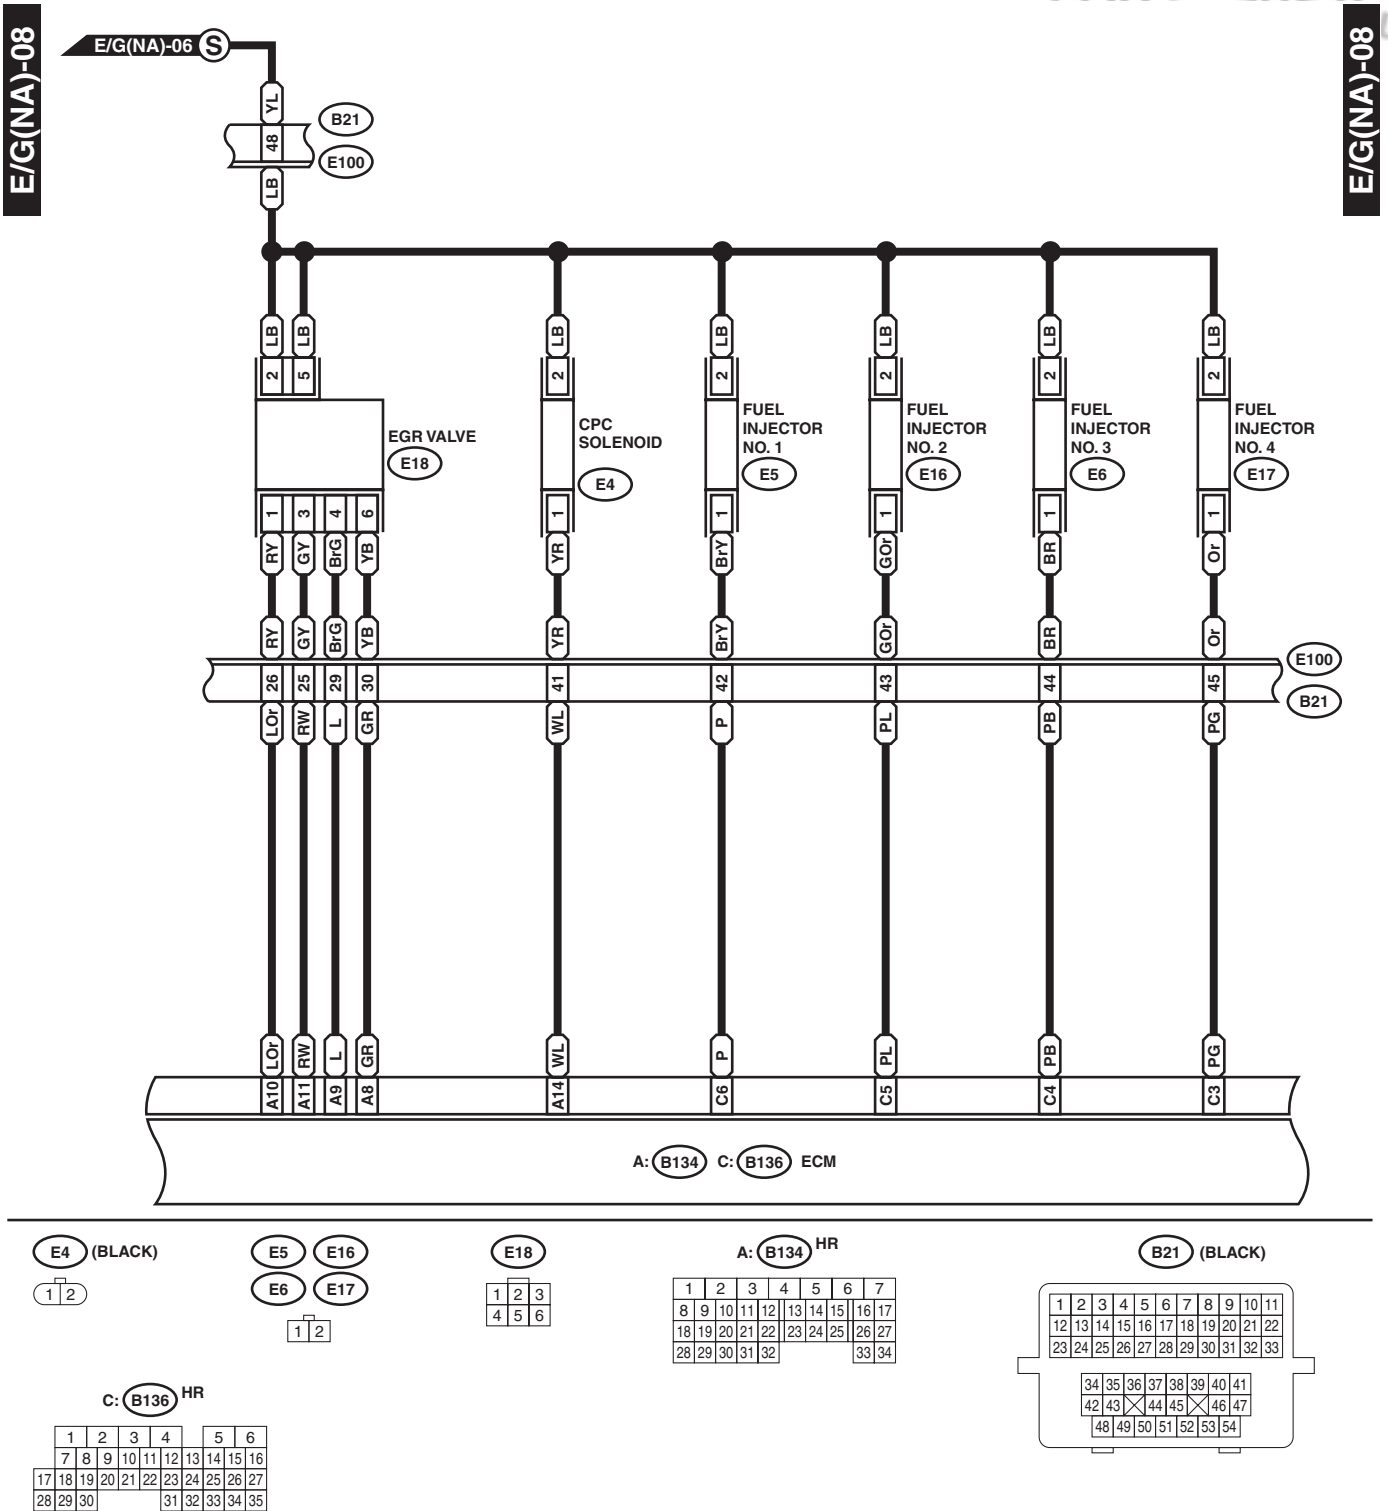 E/G(NA)-08
E/G(NA)-08
E/G(NA)-06 S
YL
48
B21
E100
LB
LB LB LB LB LB LB LB
2 5 2 2 2 2 2
EGR VALVE
E18
CPC
SOLENOID
E4
FUEL
INJECTOR
NO. 1
E5
FUEL
INJECTOR
NO. 2
E16
FUEL
INJECTOR
NO. 3
E6
FUEL
INJECTOR
NO. 4
E17
1 3 4 6 1 1 1 1 1
RY GY BrG YB YR BrY GOr BR Or
RY GY BrG YB YR BrY GOr BR Or
E100
26 25 29 30 41 42 43 44 45
B21
LOr RW L GR WL P PL PB PG
LOr RW L GR WL P PL PB PG
A10 A11 A9 A8 A14 C6 C5 C4 C3
A: B134 C: B136 ECM
E4 (BLACK)
1 2
E5 E16
E6 E17
1 2
E18
1 2 3
4 5 6
A: B134 HR
1 2 3 4 5 6 7
8 9 10 11 12 13 14 15 16 17
18 19 20 21 22 23 24 25 26 27
28 29 30 31 32 33 34
B21 (BLACK)
1 2 3 4 5 6 7 8 9 10 11
12 13 14 15 16 17 18 19 20 21 22
23 24 25 26 27 28 29 30 31 32 33
34 35 36 37 38 39 40 41
42 43 44 45 46 47
48 49 50 51 52 53 54
C: B136 HR
1 2 3 4 5 6
7 8 9 10 11 12 13 14 15 16
17 18 19 20 21 22 23 24 25 26 27
28 29 30 31 32 33 34 35